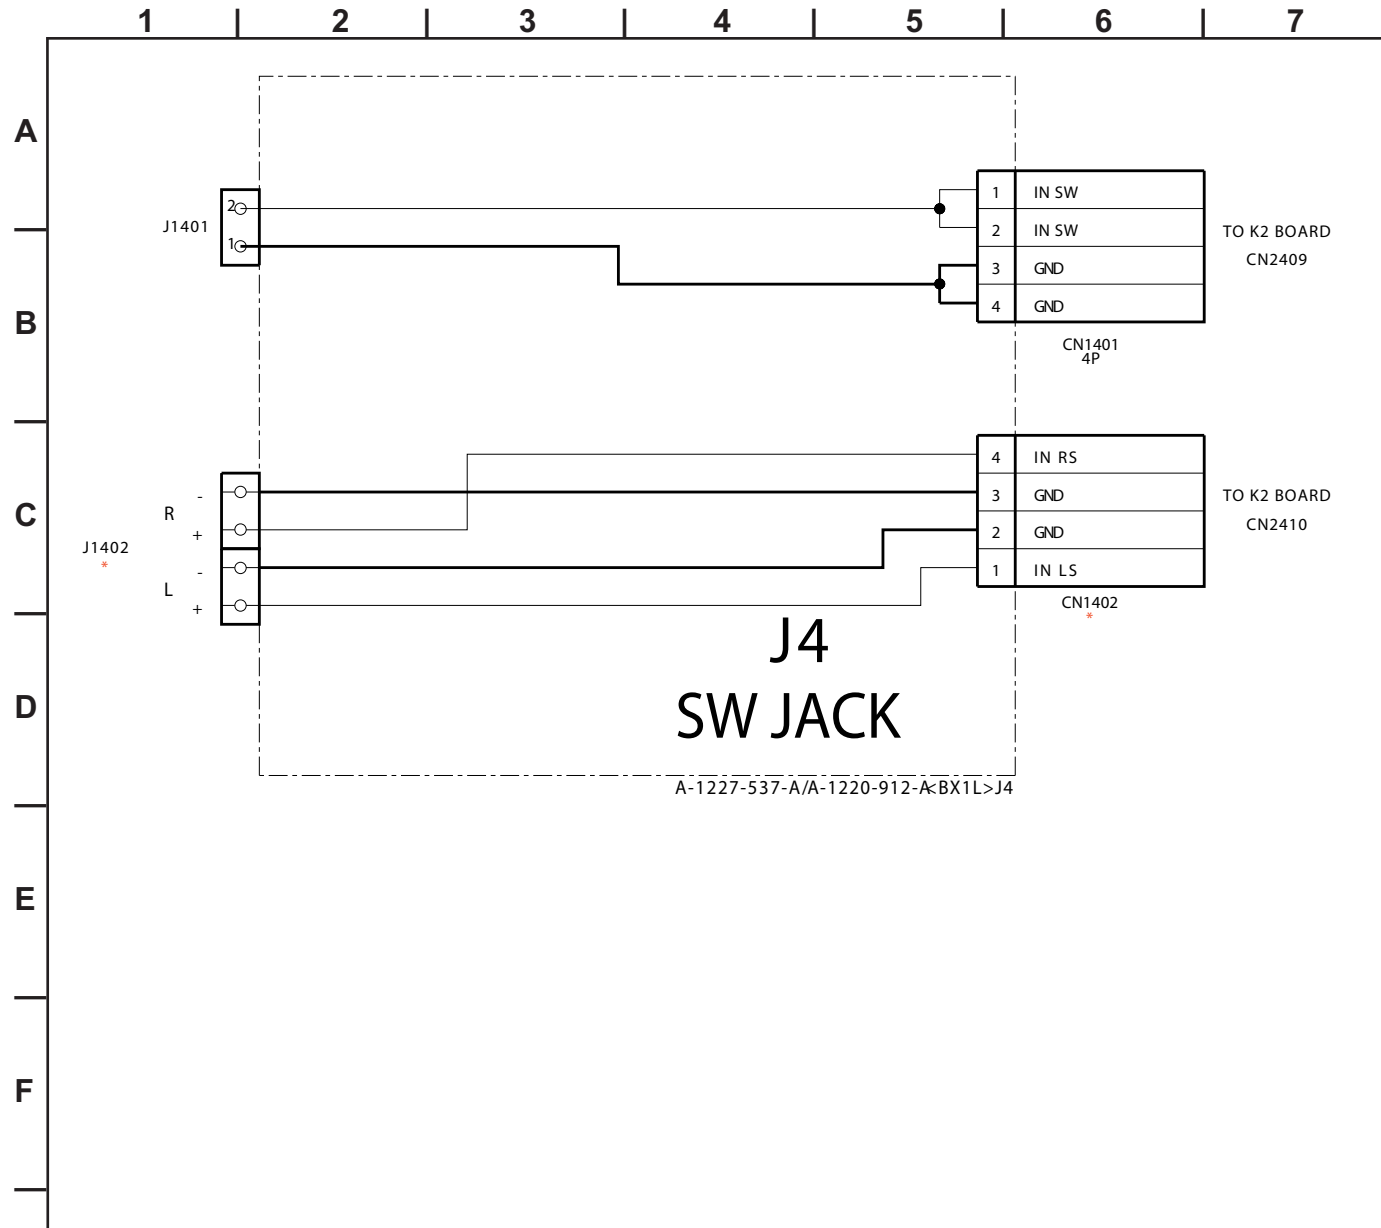 1 2 3 4 5 6 7
A
B
C
D
E
F
J1401
2
1
1 IN SW
2 IN SW
3 GND
4 GND
TO K2 BOARD
CN2409
CN1401
4P
J1402
*
R
-
+
L
-
+
4 IN RS
3 GND
2 GND
1 IN LS
TO K2 BOARD
CN2410
CN1402
*
J4
SW JACK
A-1227-537-A/A-1220-912-A<BX1L>J4